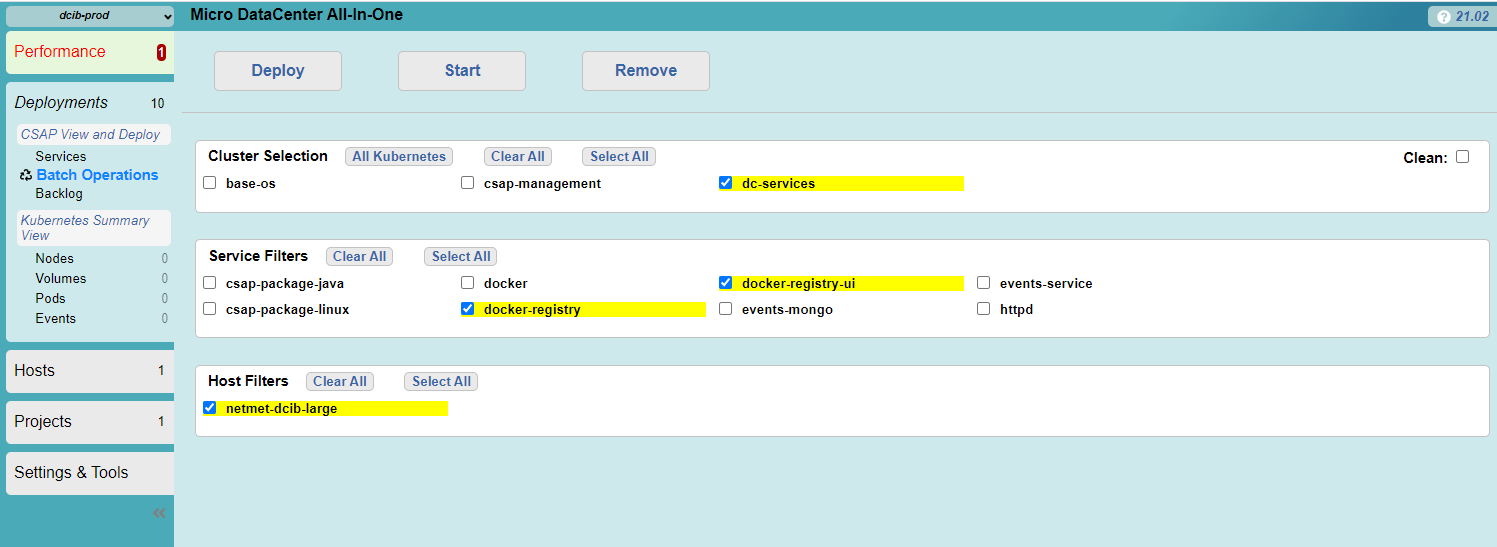 dcib-prod
Micro DataCenter All-In-One
? 21.02
Performance 1
Deploy Start Remove
Deployments 10
CSAP View and Deploy
Services
Batch Operations
Backlog
Kubernetes Summary
View
Nodes 0
Volumes 0
Pods 0
Events 0
Hosts 1
Projects 1
Settings & Tools
«
Cluster Selection All Kubernetes Clear All Select All Clean:
base-os csap-management dc-services
Service Filters Clear All Select All
csap-package-java docker docker-registry-ui events-service
csap-package-linux docker-registry events-mongo httpd
Host Filters Clear All Select All
netmet-dcib-large